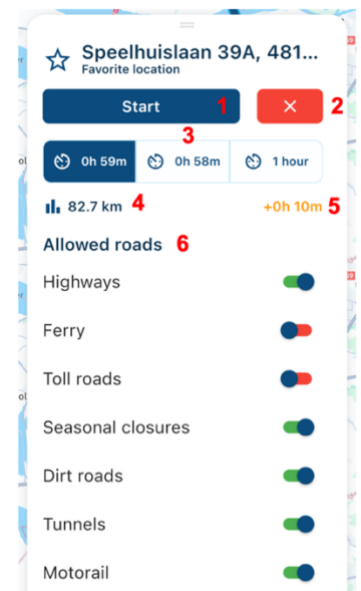 Speelhuislaan 39A, 481...
Favorite location
Start 1 2
3
0h 59m 0h 58m 1 hour
82.7 km 4 +0h 10m 5
Allowed roads 6
Highways
Ferry
Toll roads
Seasonal closures
Dirt roads
Tunnels
Motorail